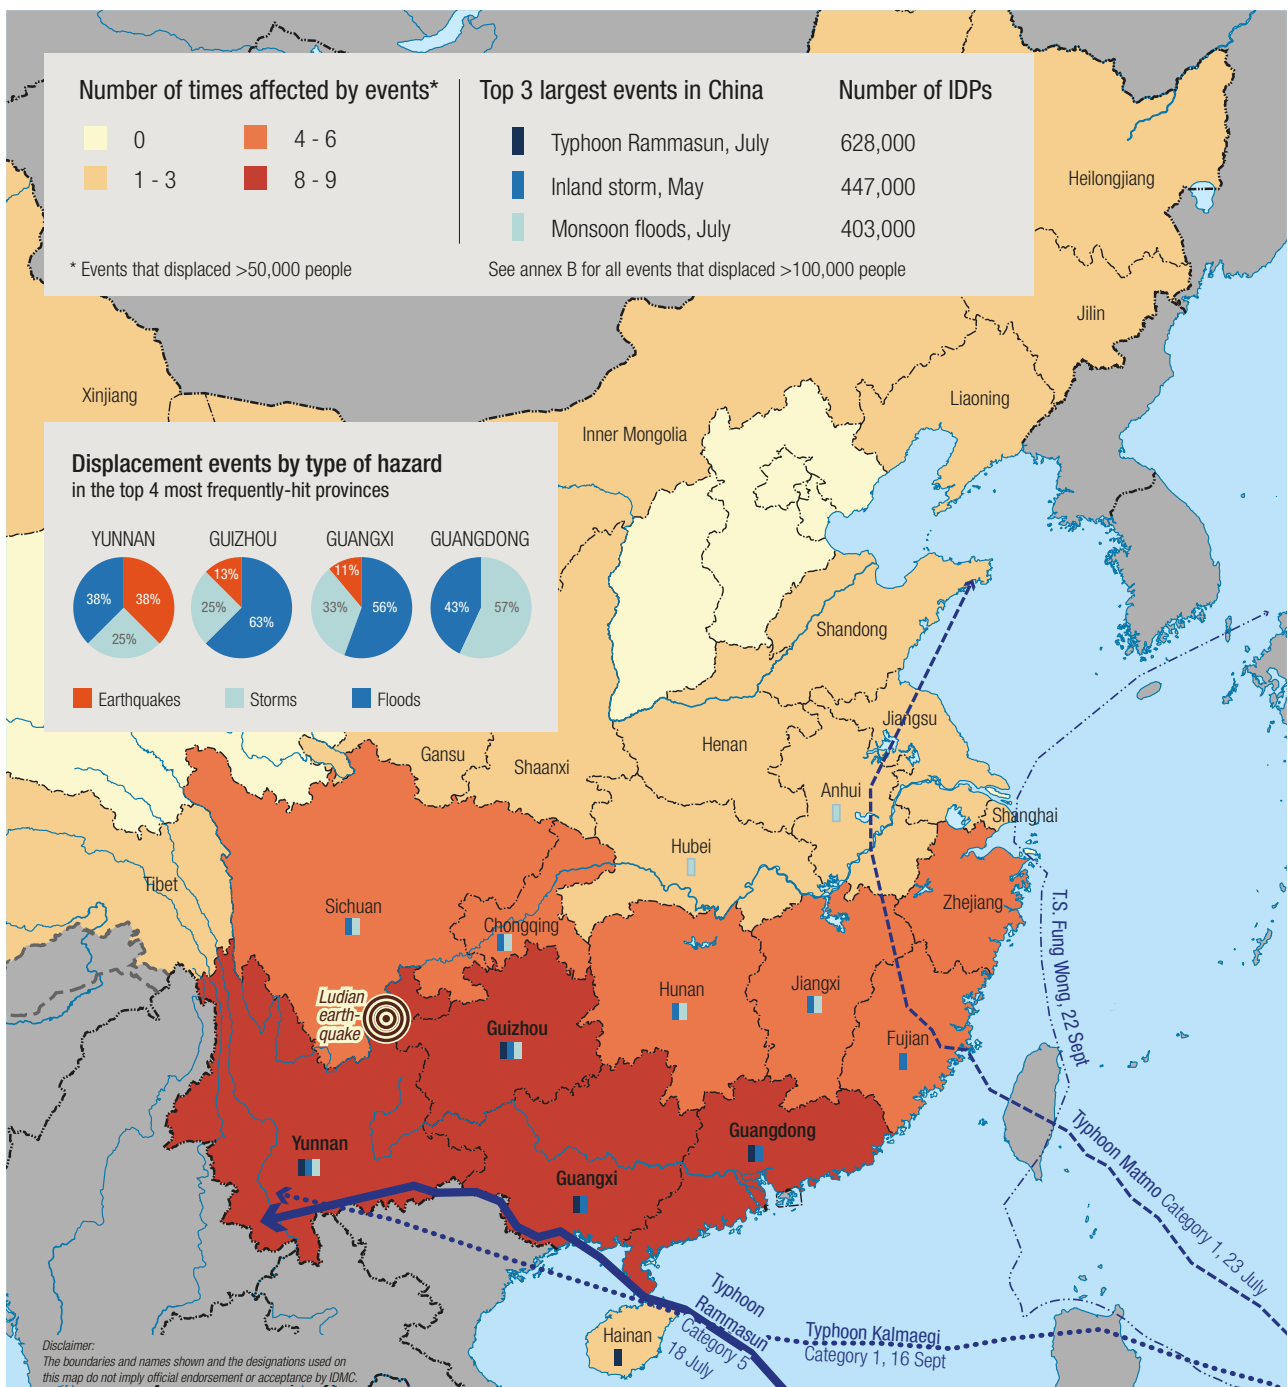 Number of times affected by events*
0
4 - 6
1 - 3
8 - 9
* Events that displaced >50,000 people
Top 3 largest events in China
Number of IDPs
Typhoon Rammasun, July
628,000
Inland storm, May
447,000
Monsoon floods, July
403,000
See annex B for all events that displaced >100,000 people
Heilongjiang
Jilin
Liaoning
Xinjiang
Inner Mongolia
Displacement events by type of hazard
in the top 4 most frequently-hit provinces
YUNNAN
GUIZHOU
GUANGXI
GUANGDONG
38%
38%
25%
13%
25%
63%
11%
33%
56%
43%
57%
Earthquakes
Storms
Floods
Shandong
Jiangsu
Henan
Gansu
Shaanxi
Anhui
Shanghai
Hubei
Tibet
Sichuan
Chongqing
Zhejiang
T.S. Fung Wong, 22 Sept
Ludian
earth-
quake
Hunan
Jiangxi
Guizhou
Fujian
Yunnan
Guangdong
Guangxi
Typhoon Matmo Category 1, 23 July
Typhoon
Rammasun
Category 5
18 July
Typhoon Kalmaegi
Category 1, 16 Sept
Hainan
Disclaimer:
The boundaries and names shown and the designations used on
this map do not imply official endorsement or acceptance by IDMC.